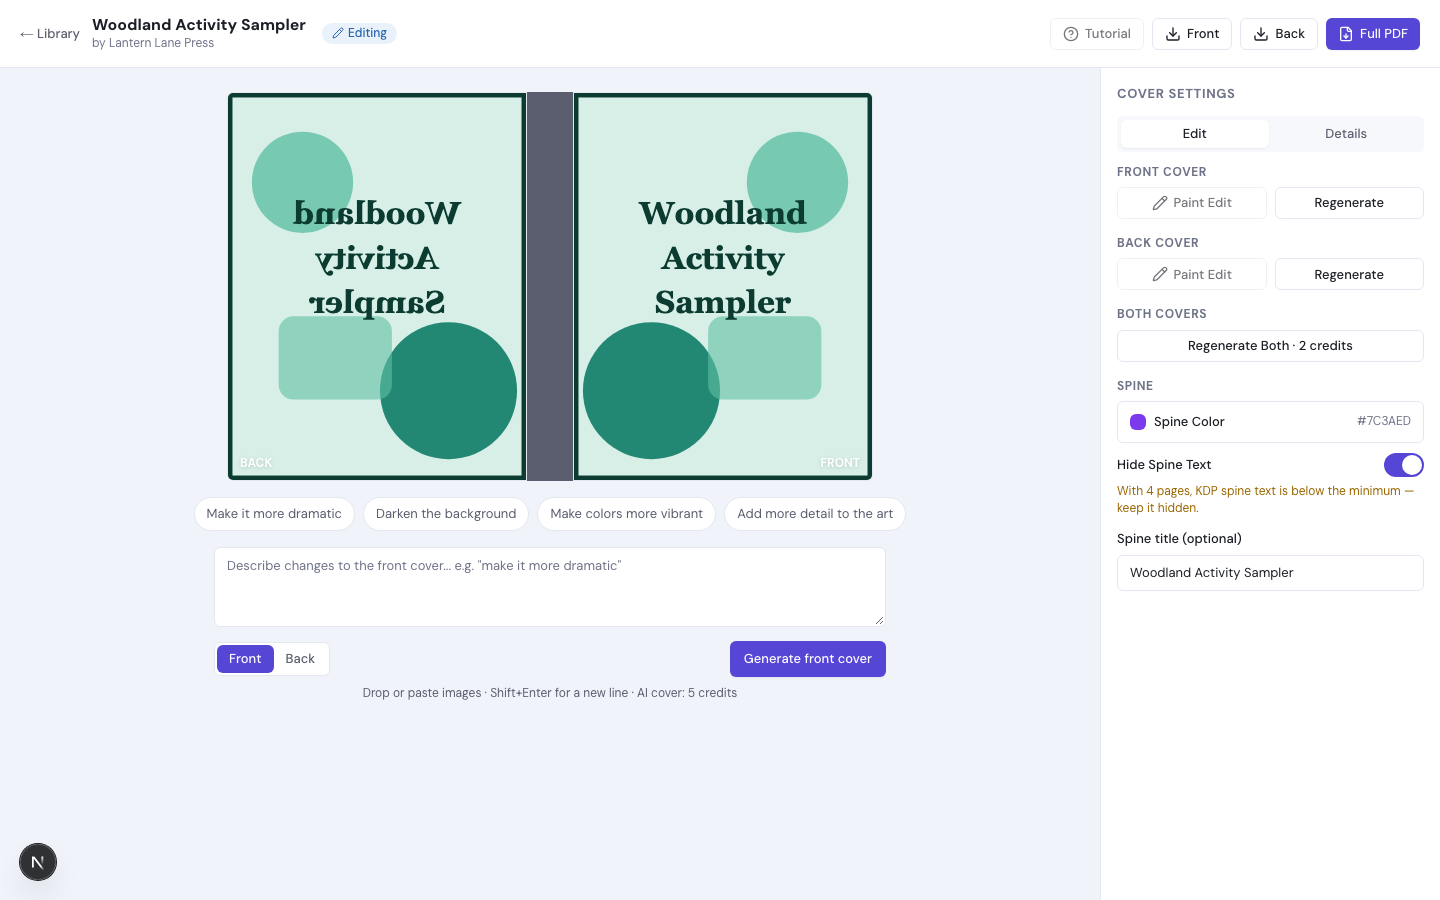 ← Library
Woodland Activity Sampler
by Lantern Lane Press
Editing
Tutorial
Front
Back
Full PDF
Woodland
Activity
Sampler
BACK
Woodland
Activity
Sampler
FRONT
Make it more dramatic
Darken the background
Make colors more vibrant
Add more detail to the art
Describe changes to the front cover... e.g. "make it more dramatic"
Front
Back
Generate front cover
Drop or paste images · Shift+Enter for a new line · AI cover: 5 credits
COVER SETTINGS
Edit
Details
FRONT COVER
Paint Edit
Regenerate
BACK COVER
Paint Edit
Regenerate
BOTH COVERS
Regenerate Both · 2 credits
SPINE
Spine Color
#7C3AED
Hide Spine Text
With 4 pages, KDP spine text is below the minimum —
keep it hidden.
Spine title (optional)
Woodland Activity Sampler
N